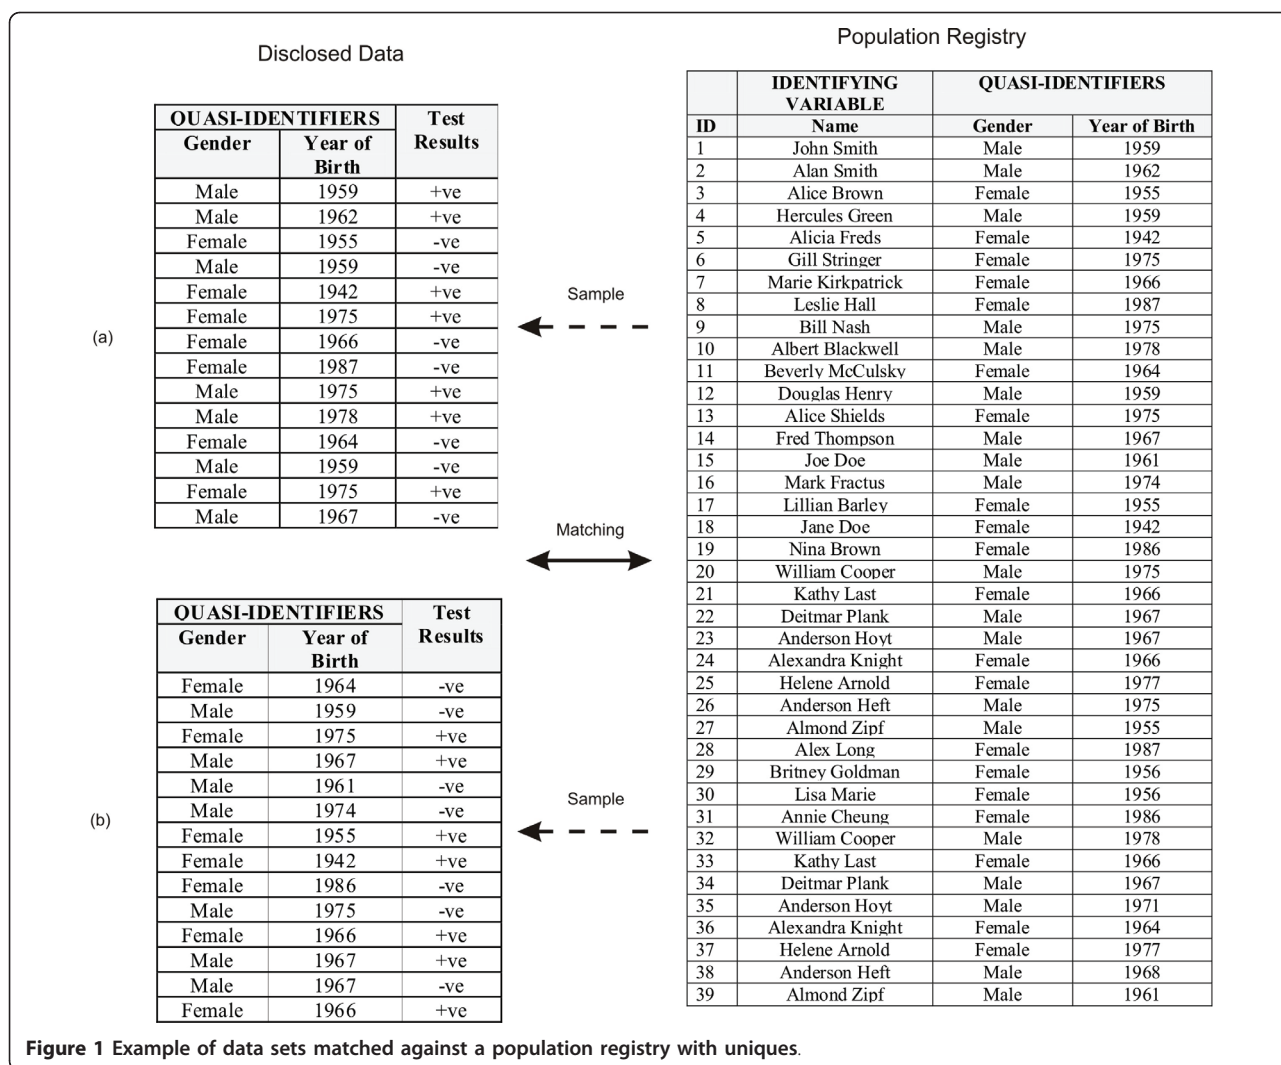 Disclosed Data
QUASI-IDENTIFIERS Test Results
Gender Year of Birth
Male 1959 +ve
Male 1962 +ve
Female 1955 -ve
Male 1959 -ve
Female 1942 +ve
Female 1975 +ve
Female 1966 -ve
Female 1987 -ve
Male 1975 +ve
Male 1978 +ve
Female 1964 -ve
Male 1959 -ve
Female 1975 +ve
Male 1967 -ve
(a)
QUASI-IDENTIFIERS Test Results
Gender Year of Birth
Female 1964 -ve
Male 1959 -ve
Female 1975 +ve
Male 1967 +ve
Male 1961 -ve
Male 1974 -ve
Female 1955 +ve
Female 1942 +ve
Female 1986 -ve
Male 1975 -ve
Female 1966 +ve
Male 1967 +ve
Male 1967 -ve
Female 1966 +ve
(b)
Sample
Matching
Sample
Population Registry
IDENTIFYING VARIABLE QUASI-IDENTIFIERS
ID Name Gender Year of Birth
1 John Smith Male 1959
2 Alan Smith Male 1962
3 Alice Brown Female 1955
4 Hercules Green Male 1959
5 Alicia Freds Female 1942
6 Gill Stringer Female 1975
7 Marie Kirkpatrick Female 1966
8 Leslie Hall Female 1987
9 Bill Nash Male 1975
10 Albert Blackwell Male 1978
11 Beverly McCulsky Female 1964
12 Douglas Henry Male 1959
13 Alice Shields Female 1975
14 Fred Thompson Male 1967
15 Joe Doe Male 1961
16 Mark Fractus Male 1974
17 Lillian Barley Female 1955
18 Jane Doe Female 1942
19 Nina Brown Female 1986
20 William Cooper Male 1975
21 Kathy Last Female 1966
22 Deitmar Plank Male 1967
23 Anderson Hoyt Male 1967
24 Alexandra Knight Female 1966
25 Helene Arnold Female 1977
26 Anderson Heft Male 1975
27 Almond Zipf Male 1955
28 Alex Long Female 1987
29 Britney Goldman Female 1956
30 Lisa Marie Female 1956
31 Annie Cheung Female 1986
32 William Cooper Male 1978
33 Kathy Last Female 1966
34 Deitmar Plank Male 1967
35 Anderson Hoyt Male 1971
36 Alexandra Knight Female 1964
37 Helene Arnold Female 1977
38 Anderson Heft Male 1968
39 Almond Zipf Male 1961
Figure 1 Example of data sets matched against a population registry with uniques.